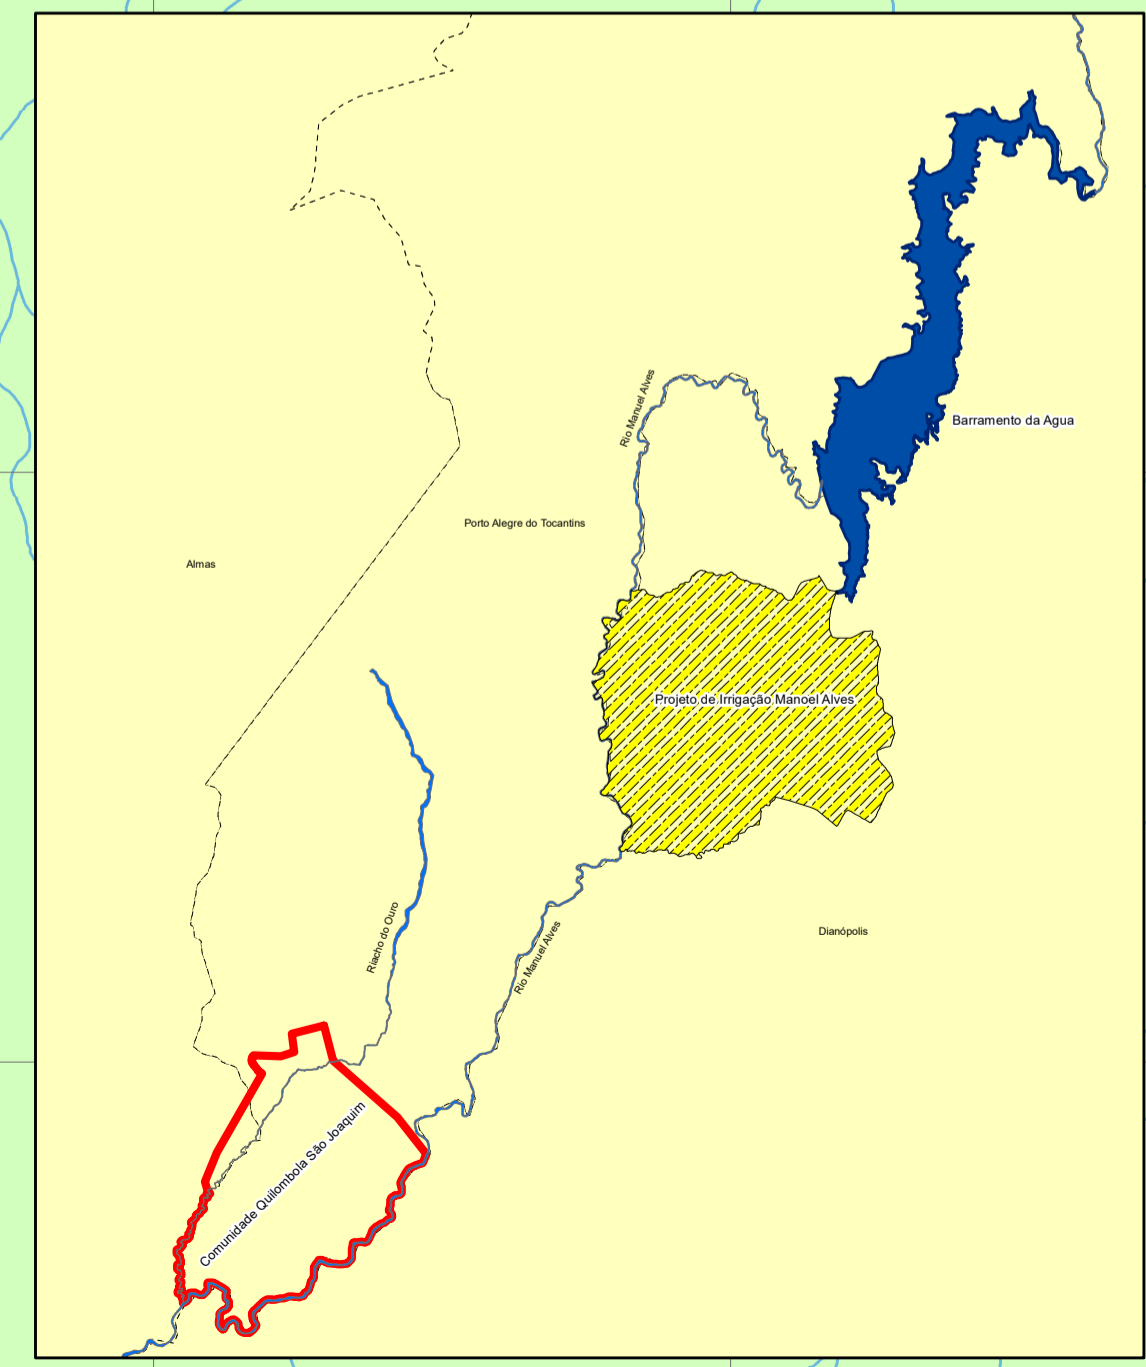 Rio Manuel Alves
Barramento da Agua
Porto Alegre do Tocantins
Almas
Projeto de Irrigação Manoel Alves
Riacho do Ouro
Rio Manuel Alves
Dianópolis
Comunidade Quilombola São Joaquim